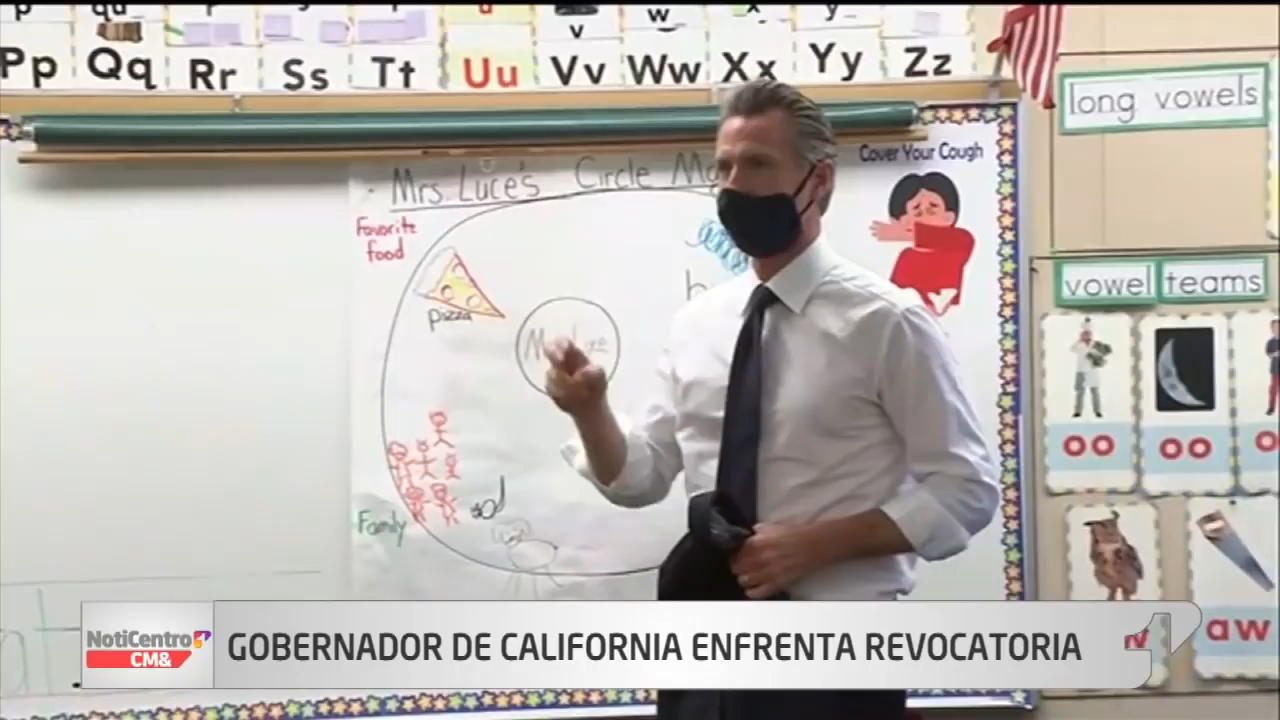 Pp Qq Rr Ss Tt Uu Vv Ww Xx Yy Zz
long vowels
Mrs. Luce's Circle
Cover Your Cough
Favorite
food
pizza
vowel teams
oo oo
Family
aw
NotiCentro 1
CM&
GOBERNADOR DE CALIFORNIA ENFRENTA REVOCATORIA